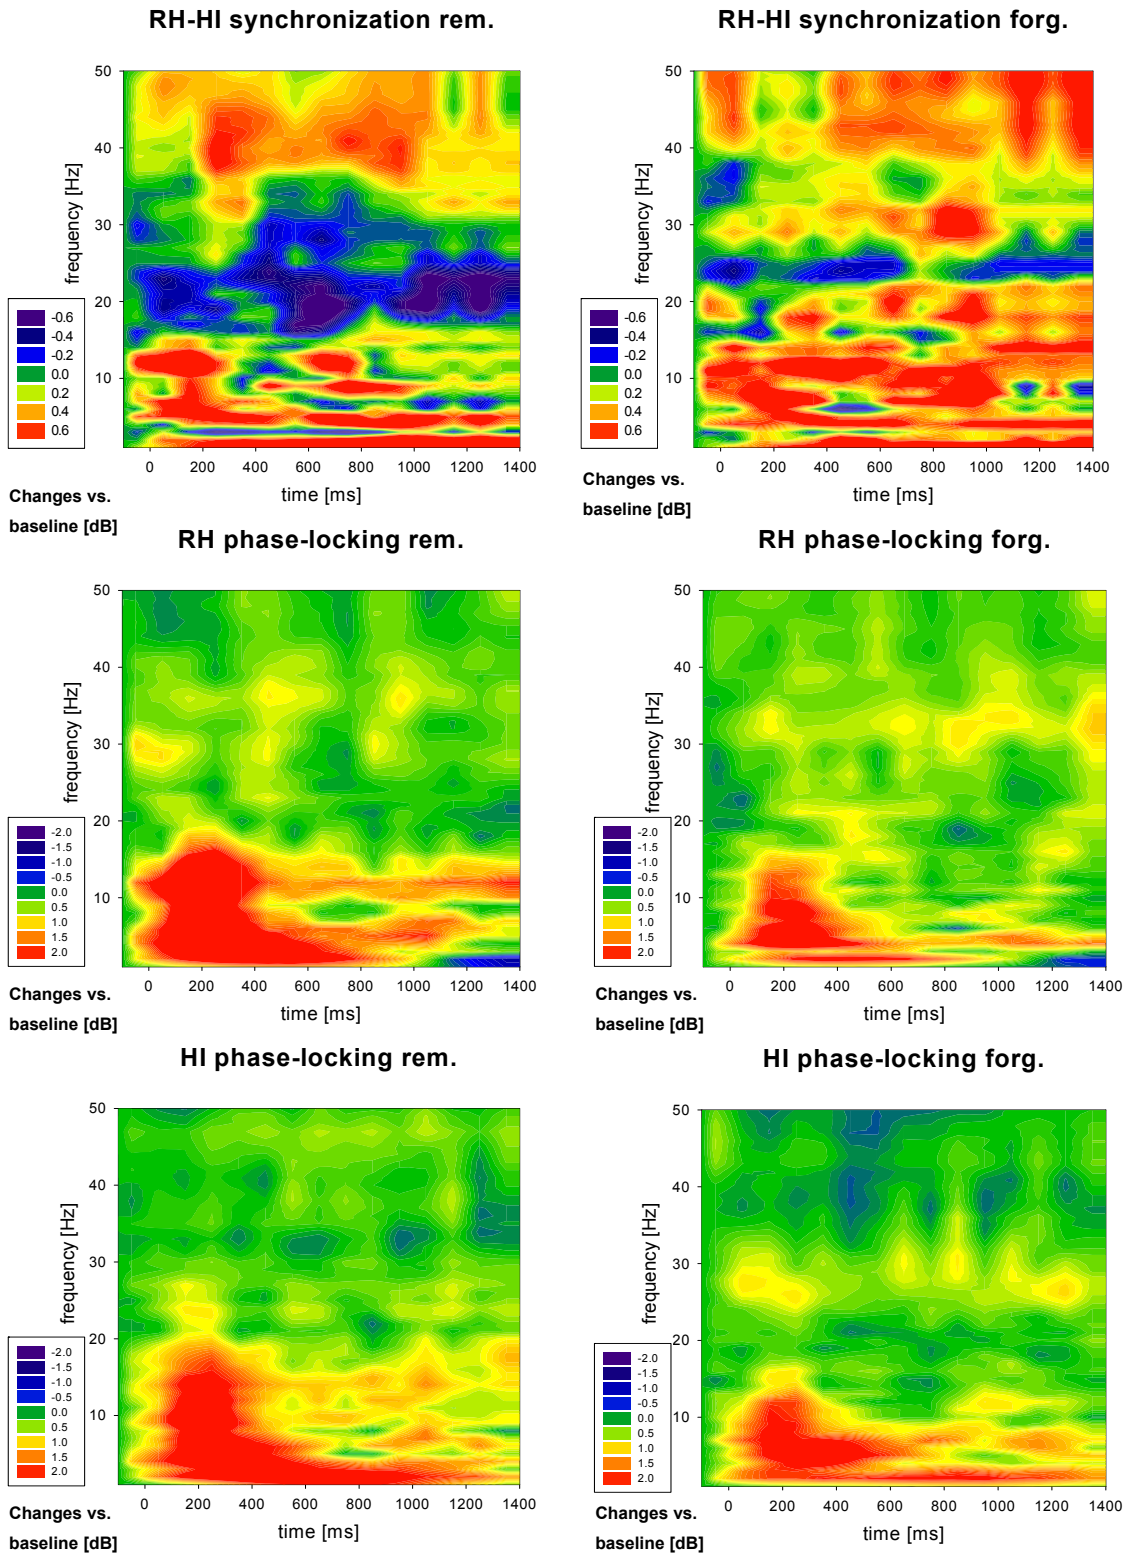 RH-HI synchronization rem.
50
40
30
20
10
frequency [Hz]
-0.6
-0.4
-0.2
0.0
0.2
0.4
0.6
0 200 400 600 800 1000 1200 1400
time [ms]
Changes vs.
baseline [dB]
RH-HI synchronization forg.
50
40
30
20
10
frequency [Hz]
-0.6
-0.4
-0.2
0.0
0.2
0.4
0.6
0 200 400 600 800 1000 1200 1400
time [ms]
Changes vs.
baseline [dB]
RH phase-locking rem.
50
40
30
20
10
frequency [Hz]
-2.0
-1.5
-1.0
-0.5
0.0
0.5
1.0
1.5
2.0
0 200 400 600 800 1000 1200 1400
time [ms]
Changes vs.
baseline [dB]
RH phase-locking forg.
50
40
30
20
10
frequency [Hz]
-2.0
-1.5
-1.0
-0.5
0.0
0.5
1.0
1.5
2.0
0 200 400 600 800 1000 1200 1400
time [ms]
Changes vs.
baseline [dB]
HI phase-locking rem.
50
40
30
20
10
frequency [Hz]
-2.0
-1.5
-1.0
-0.5
0.0
0.5
1.0
1.5
2.0
0 200 400 600 800 1000 1200 1400
time [ms]
Changes vs.
baseline [dB]
HI phase-locking forg.
50
40
30
20
10
frequency [Hz]
-2.0
-1.5
-1.0
-0.5
0.0
0.5
1.0
1.5
2.0
0 200 400 600 800 1000 1200 1400
time [ms]
Changes vs.
baseline [dB]